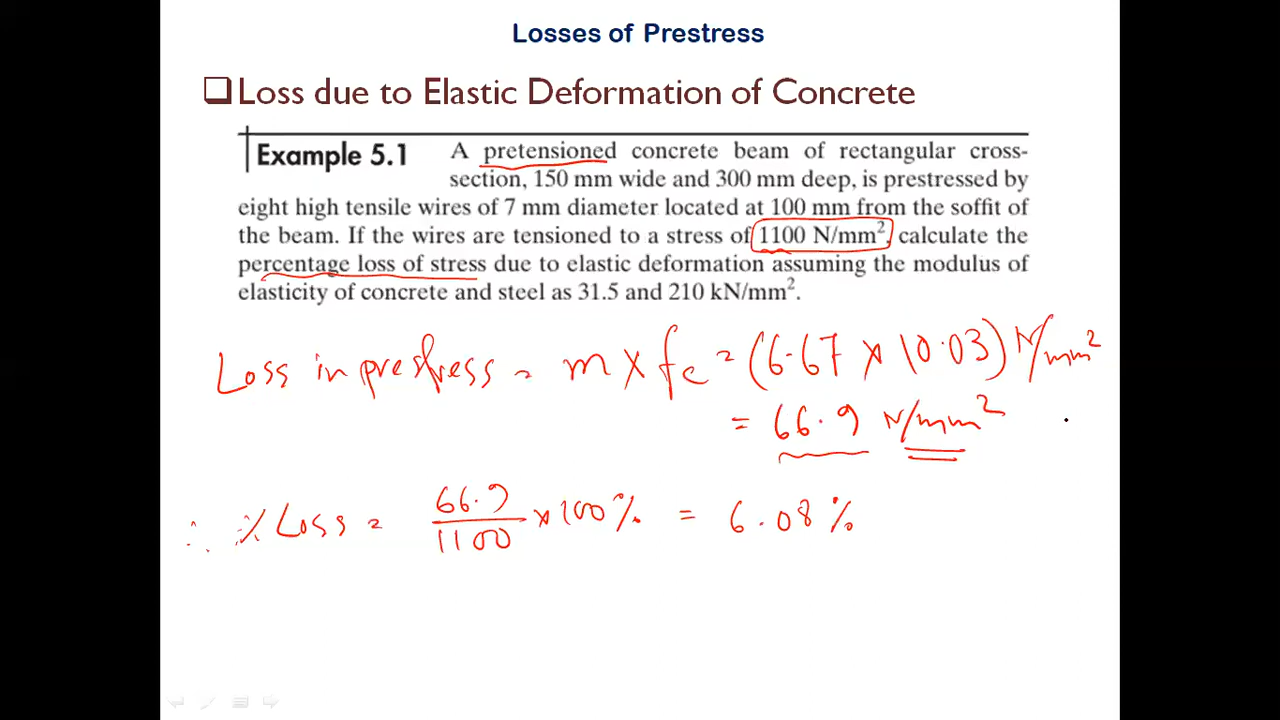 Losses of Prestress
Loss due to Elastic Deformation of Concrete
Example 5.1 A pretensioned concrete beam of rectangular cross-
section, 150 mm wide and 300 mm deep, is prestressed by
eight high tensile wires of 7 mm diameter located at 100 mm from the soffit of
the beam. If the wires are tensioned to a stress of 1100 N/mm², calculate the
percentage loss of stress due to elastic deformation assuming the modulus of
elasticity of concrete and steel as 31.5 and 210 kN/mm².
Loss in prestress = m × fc = (6.67 × 10.03) N/mm²
= 66.9 N/mm²
∴ % Loss = 66.9/1100 × 100% = 6.08%